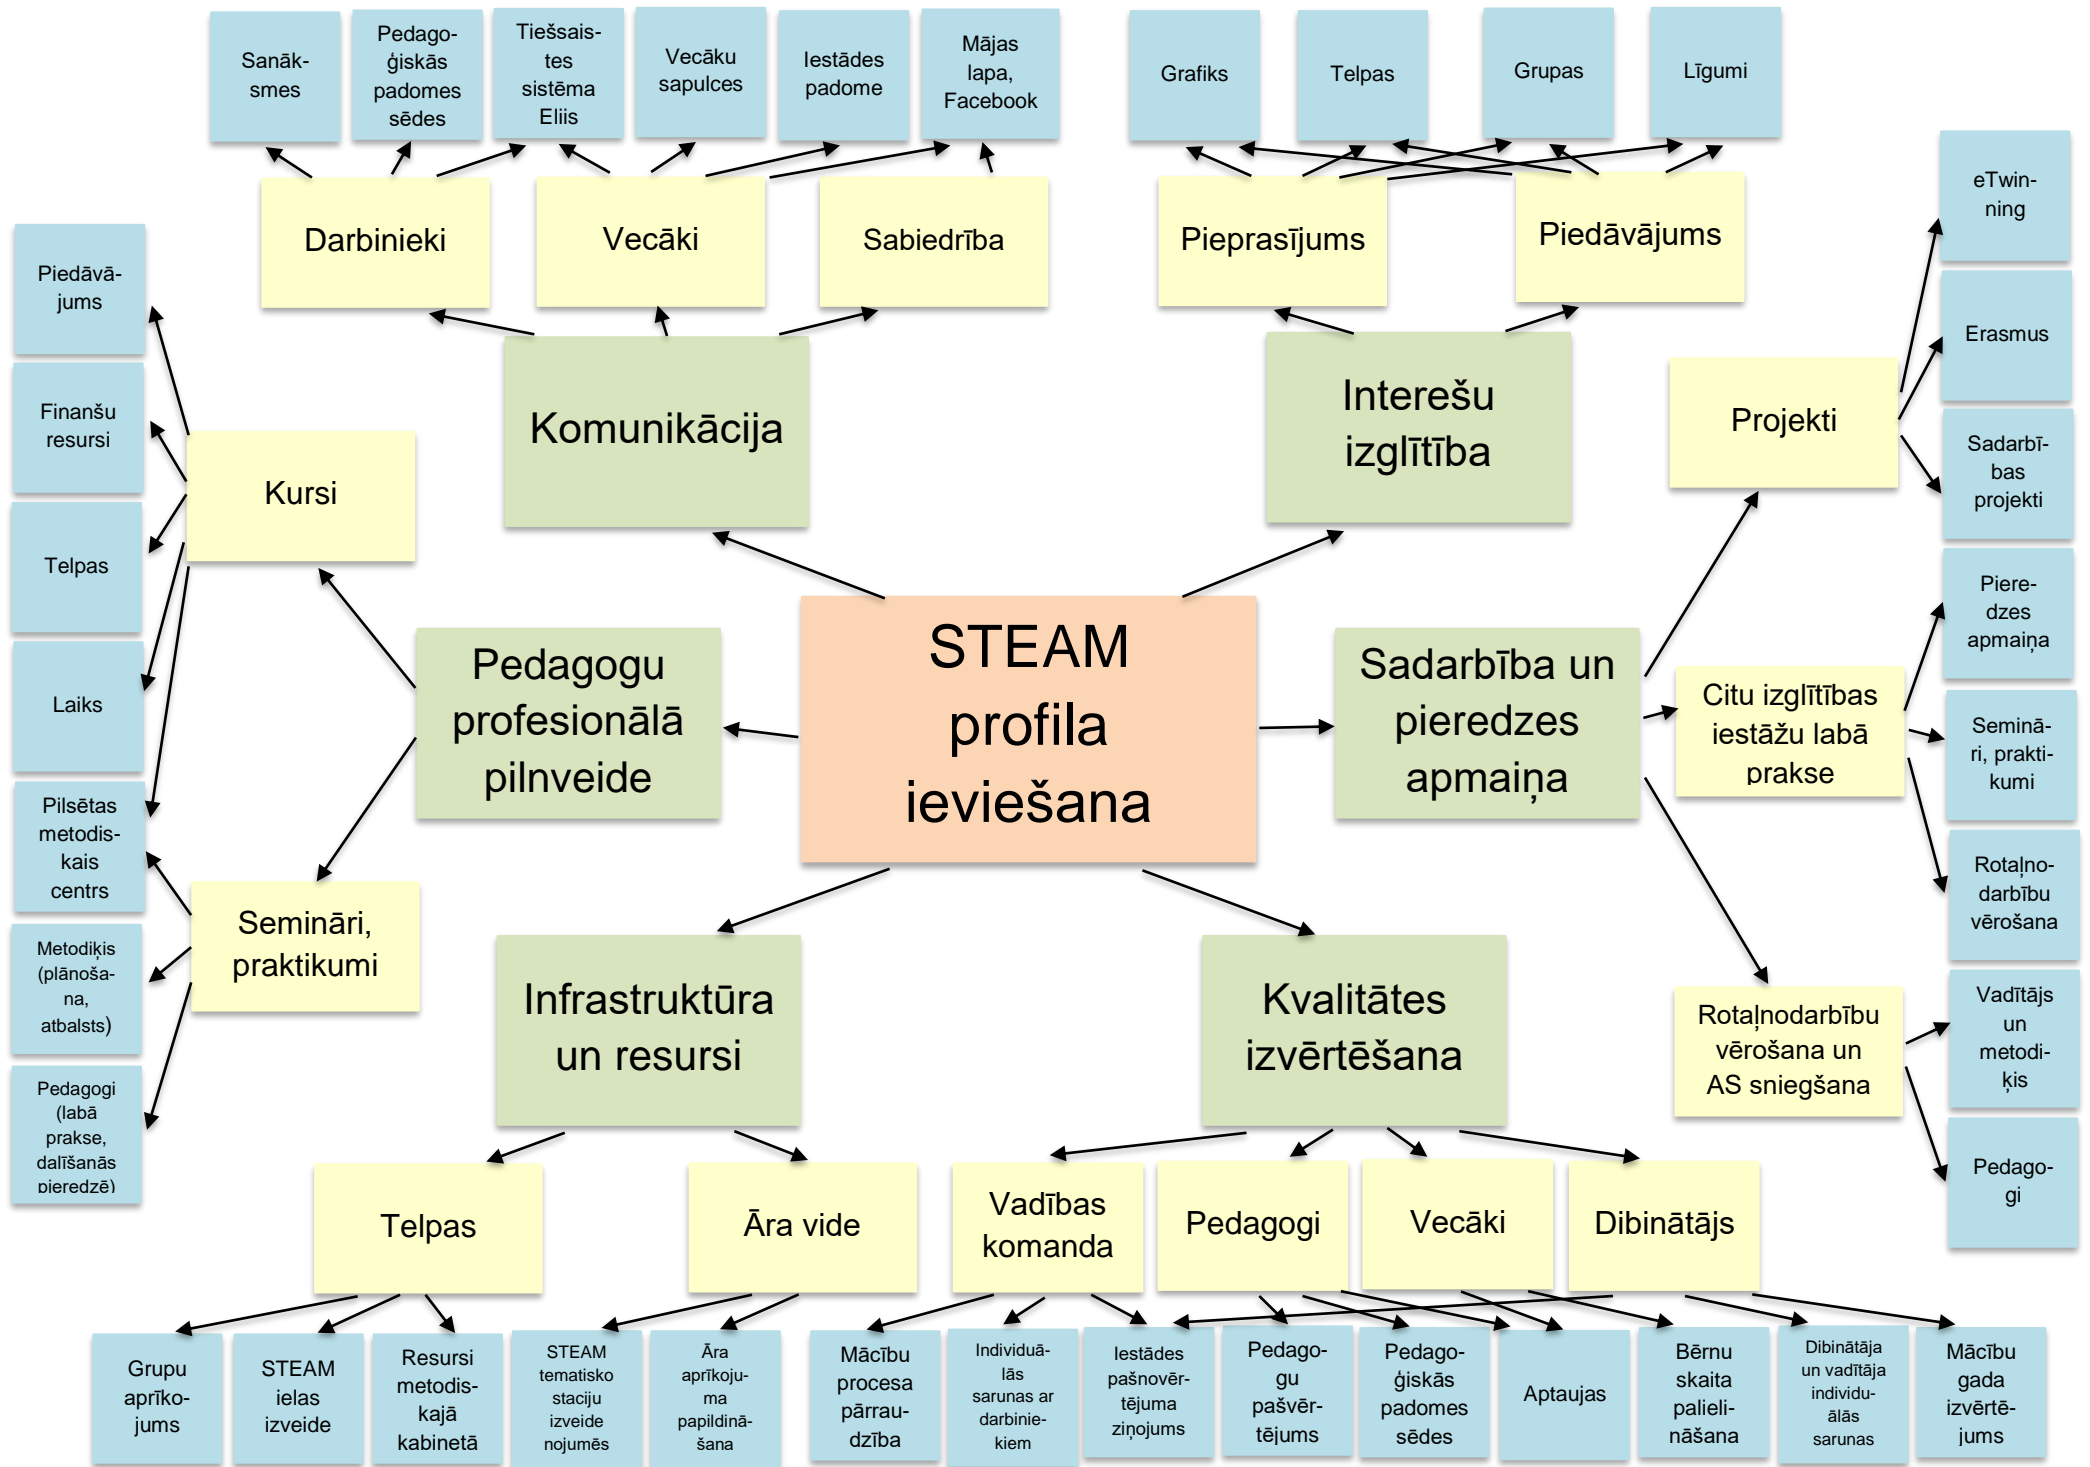 Sanāk-
smes
Pedago-
ģiskās
padomes
sēdes
Tiešsais-
tes
sistēma
Eliis
Vecāku
sapulces
Iestādes
padome
Mājas
lapa,
Facebook
Grafiks
Telpas
Grupas
Līgumi
Darbinieki
Vecāki
Sabiedrība
Pieprasījums
Piedāvājums
eTwin-
ning
Erasmus
Sadarbī-
bas
projekti
Piere-
dzes
apmaiņa
Seminā-
ri, prakti-
kumi
Rotaļno-
darbību
vērošana
Vadītājs
un
metodi-
ķis
Pedago-
gi
Piedāvā-
jums
Finanšu
resursi
Telpas
Laiks
Pilsētas
metodis-
kais
centrs
Metodiķis
(plānoša-
na,
atbalsts)
Pedagogi
(labā
prakse,
dalīšanās
pieredzē)
Kursi
Semināri,
praktikumi
Komunikācija
Interešu
izglītība
Projekti
Pedagogu
profesionālā
pilnveide
STEAM
profila
ieviešana
Sadarbība un
pieredzes
apmaiņa
Citu izglītības
iestāžu labā
prakse
Rotaļnodarbību
vērošana un
AS sniegšana
Infrastruktūra
un resursi
Kvalitātes
izvērtēšana
Telpas
Āra vide
Vadības
komanda
Pedagogi
Vecāki
Dibinātājs
Grupu
aprīko-
jums
STEAM
ielas
izveide
Resursi
metodis-
kajā
kabinetā
STEAM
tematisko
staciju
izveide
nojumēs
Āra
aprīkoju-
ma
papildinā-
šana
Mācību
procesa
pārrau-
dzība
Individuā-
lās
sarunas ar
darbinie-
kiem
Iestādes
pašnovēr-
tējuma
ziņojums
Pedago-
gu
pašvēr-
tējums
Pedago-
ģiskās
padomes
sēdes
Aptaujas
Bērnu
skaita
palieli-
nāšana
Dibinātāja
un vadītāja
individu-
ālās
sarunas
Mācību
gada
izvērtē-
jums